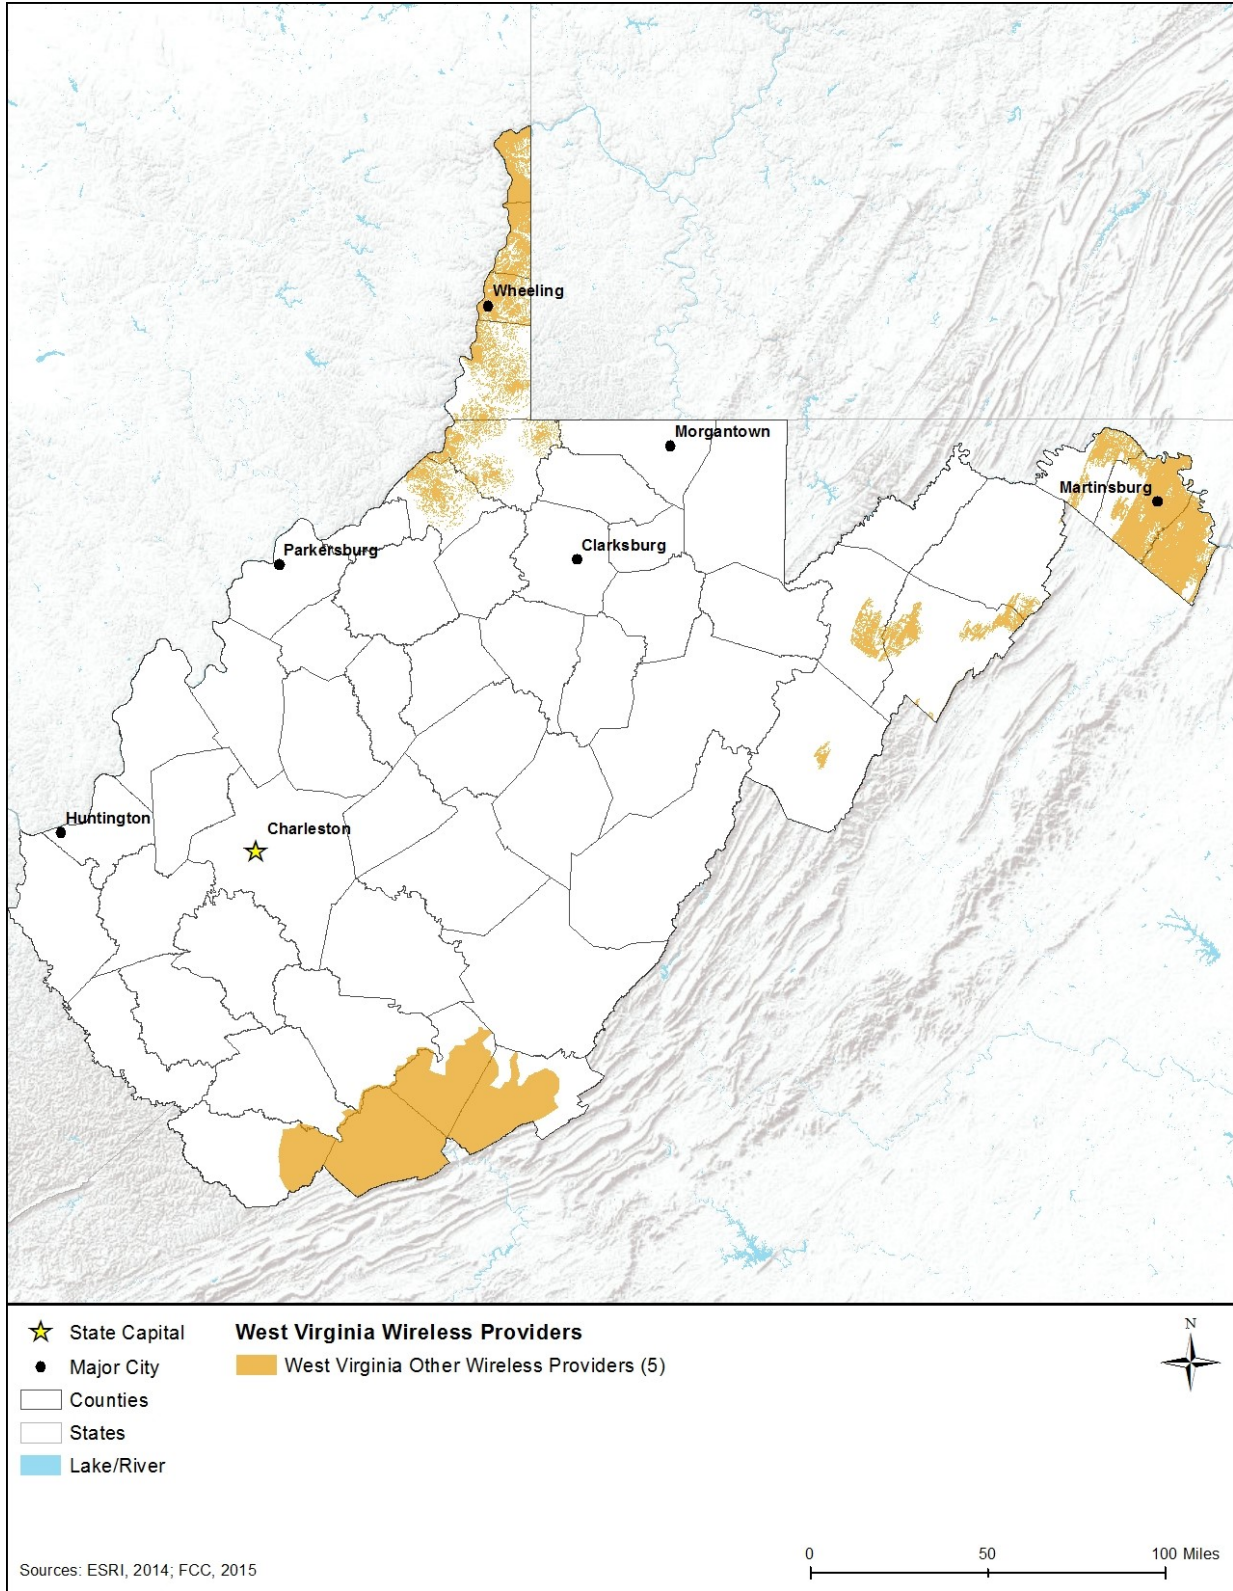 Wheeling
Morgantown
Martinsburg
Parkersburg
Clarksburg
Huntington
Charleston
State Capital
West Virginia Wireless Providers
N
Major City
West Virginia Other Wireless Providers (5)
Counties
States
Lake/River
0 50 100 Miles
Sources: ESRI, 2014; FCC, 2015